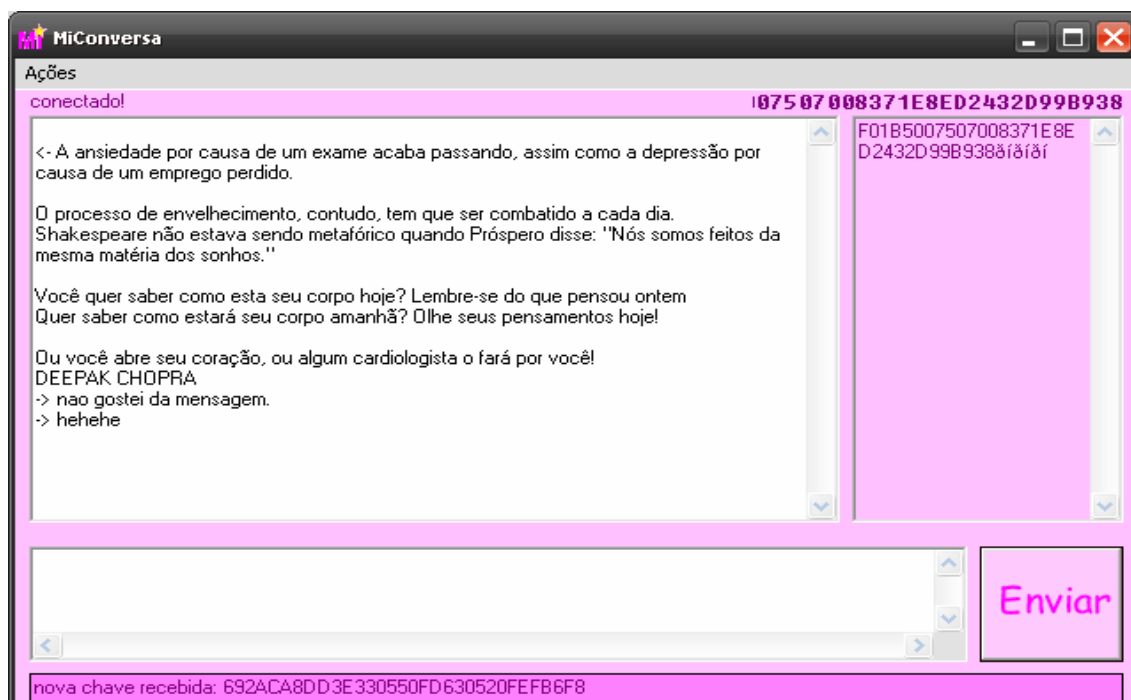 MiConversa
Ações
conectado!
07507008371E8ED2432D99B938
<- A ansiedade por causa de um exame acaba passando, assim como a depressão por
causa de um emprego perdido.
O processo de envelhecimento, contudo, tem que ser combatido a cada dia.
Shakespeare não estava sendo metafórico quando Próspero disse: "Nós somos feitos da
mesma matéria dos sonhos."
Você quer saber como esta seu corpo hoje? Lembre-se do que pensou ontem
Quer saber como estará seu corpo amanhã? Olhe seus pensamentos hoje!
Ou você abre seu coração, ou algum cardiologista o fará por você!
DEEPAK CHOPRA
-> nao gostei da mensagem.
-> hehehe
F01B5007507008371E8E
D2432D99B938ðíðíðí
Enviar
nova chave recebida: 692ACA8DD3E330550FD630520FEFB6F8